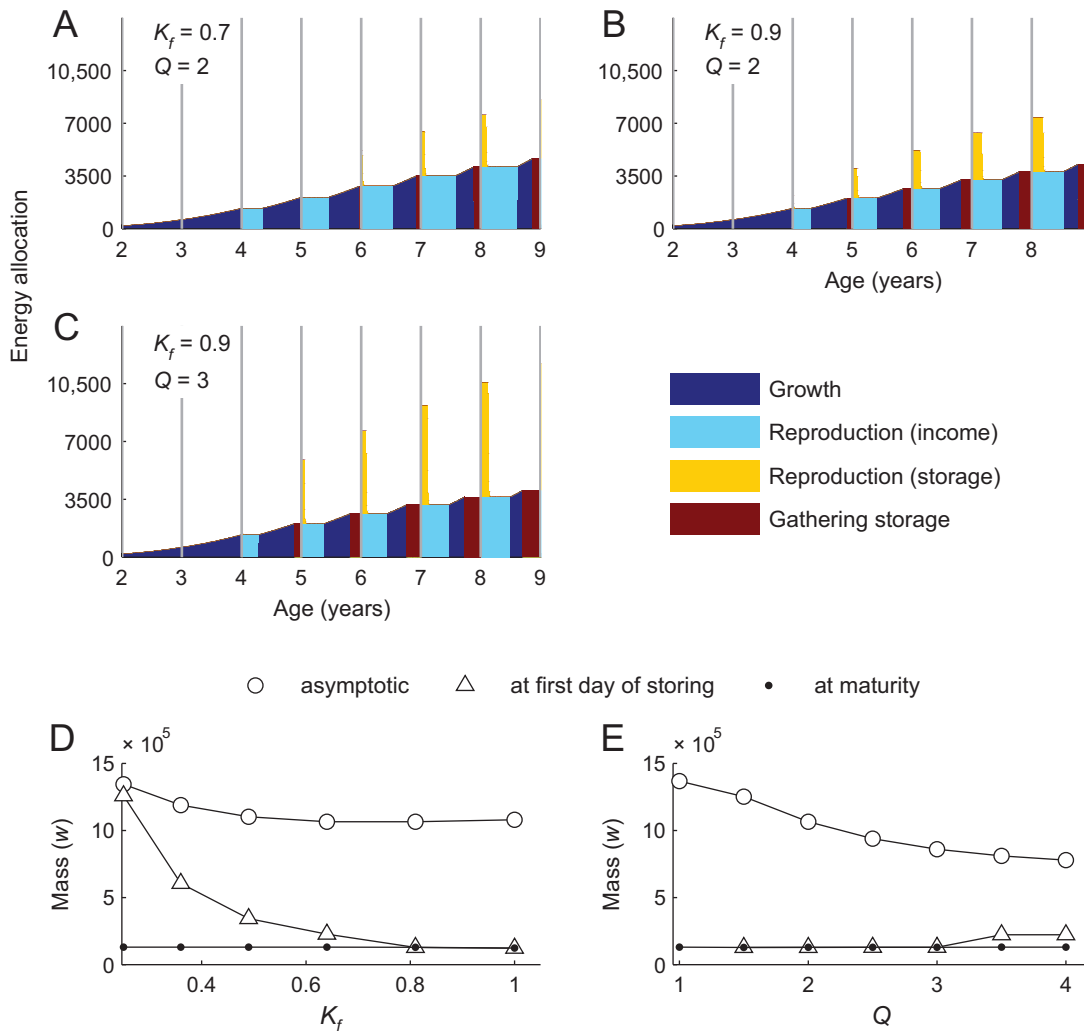 A
K_f = 0.7
Q = 2
10,500
7000
3500
0
2 3 4 5 6 7 8 9
B
K_f = 0.9
Q = 2
10,500
7000
3500
0
2 3 4 5 6 7 8
Age (years)
Energy allocation
C
K_f = 0.9
Q = 3
10,500
7000
3500
0
2 3 4 5 6 7 8 9
Age (years)
Growth
Reproduction (income)
Reproduction (storage)
Gathering storage
asymptotic at first day of storing at maturity
D
× 10^5
15
10
5
0
Mass (w)
0.4 0.6 0.8 1
K_f
E
× 10^5
15
10
5
0
Mass (w)
1 2 3 4
Q